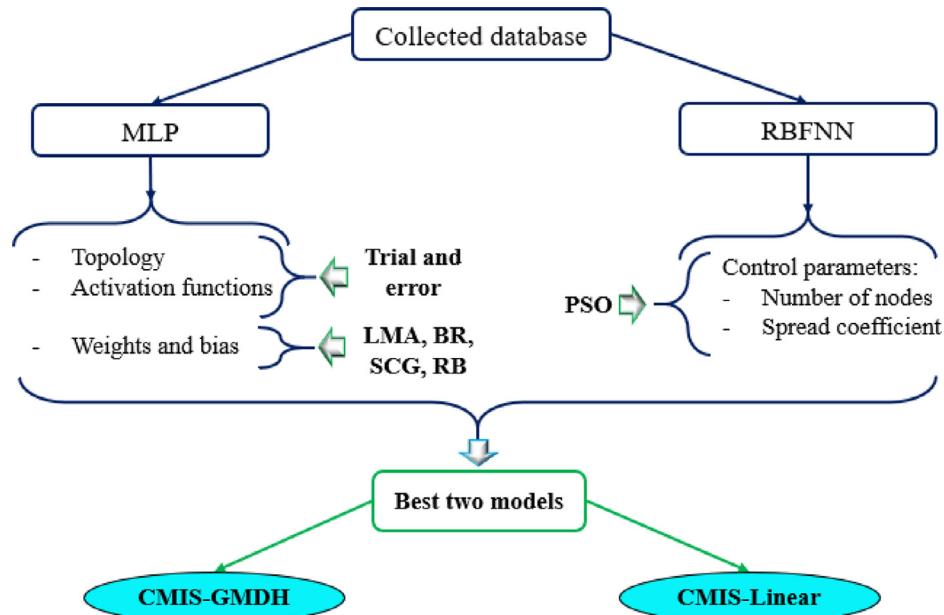 Collected database
MLP
RBFNN
- Topology
- Activation functions
Trial and
error
- Weights and bias
LMA, BR,
SCG, RB
PSO
Control parameters:
- Number of nodes
- Spread coefficient
Best two models
CMIS-GMDH
CMIS-Linear